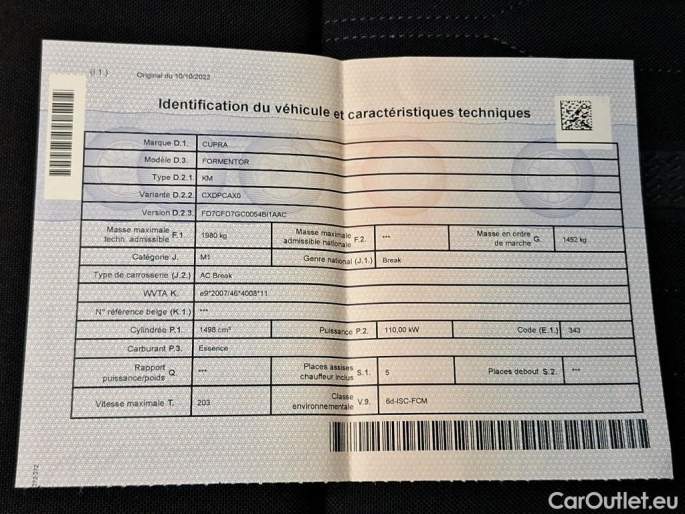 (I.1.) Original du 10/10/2022
Identification du véhicule et caractéristiques techniques
Marque D.1. CUPRA
Modèle D.3. FORMENTOR
Type D.2.1 KM
Variante D.2.2 CXDPCAX0
Version D.2.3. FD7CFD7GC0054BI1AAC
Masse maximale techn. admissible F.1 1980 kg Masse maximale admissible nationale F.2. *** Masse en ordre de marche G. 1452 kg
Catégorie J. M1 Genre national (J.1.) Break
Type de carrosserie (J.2.) AC Break
WVTA K. e9*2007/46*4008*11
N° référence belge (K.1.) ***
Cylindrée P.1. 1498 cm³ Puissance P.2. 110,00 kW Code (E.1.) 343
Carburant P.3. Essence
Rapport puissance/poids Q. *** Places assises chauffeur inclus S.1. 5 Places debout S.2. ***
Vitesse maximale T. 203 Classe environnementale V.9. 6d-ISC-FCM
CarOutlet.eu